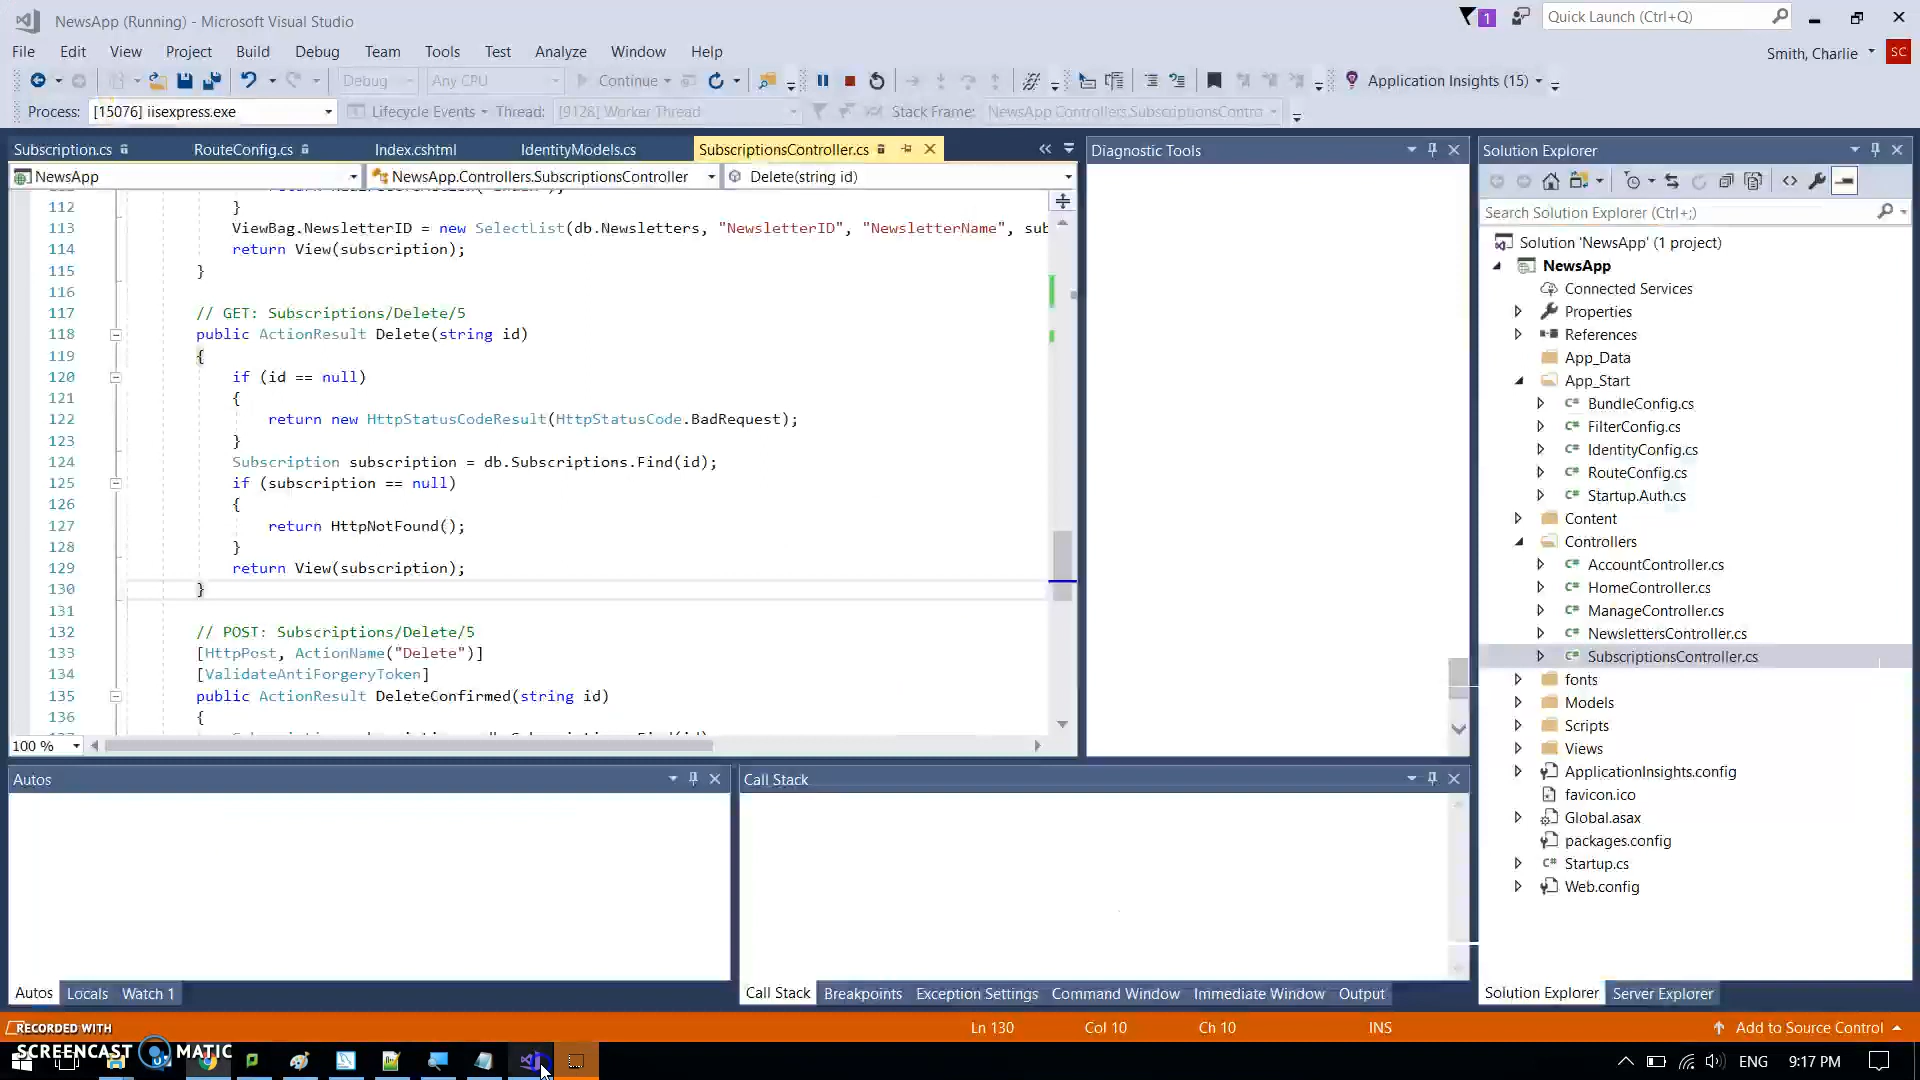 NewsApp (Running) - Microsoft Visual Studio
1
Quick Launch (Ctrl+Q)
File Edit View Project Build Debug Team Tools Test Analyze Window Help
Smith, Charlie
SC
Debug Any CPU Continue Application Insights (15)
Process: [15076] iisexpress.exe Lifecycle Events Thread: [9128] Worker Thread Stack Frame: NewsApp.Controllers.SubscriptionsContro
Subscription.cs RouteConfig.cs Index.cshtml IdentityModels.cs SubscriptionsController.cs
NewsApp NewsApp.Controllers.SubscriptionsController Delete(string id)
112 }
113 ViewBag.NewsletterID = new SelectList(db.Newsletters, "NewsletterID", "NewsletterName", sub
114 return View(subscription);
115 }
116
117 // GET: Subscriptions/Delete/5
118 public ActionResult Delete(string id)
119 {
120 if (id == null)
121 {
122 return new HttpStatusCodeResult(HttpStatusCode.BadRequest);
123 }
124 Subscription subscription = db.Subscriptions.Find(id);
125 if (subscription == null)
126 {
127 return HttpNotFound();
128 }
129 return View(subscription);
130 }
131
132 // POST: Subscriptions/Delete/5
133 [HttpPost, ActionName("Delete")]
134 [ValidateAntiForgeryToken]
135 public ActionResult DeleteConfirmed(string id)
136 {
100 %
Diagnostic Tools
Solution Explorer
Search Solution Explorer (Ctrl+;)
Solution 'NewsApp' (1 project)
NewsApp
Connected Services
Properties
References
App_Data
App_Start
C# BundleConfig.cs
C# FilterConfig.cs
C# IdentityConfig.cs
C# RouteConfig.cs
C# Startup.Auth.cs
Content
Controllers
C# AccountController.cs
C# HomeController.cs
C# ManageController.cs
C# NewslettersController.cs
C# SubscriptionsController.cs
fonts
Models
Scripts
Views
ApplicationInsights.config
favicon.ico
Global.asax
packages.config
C# Startup.cs
Web.config
Autos
Call Stack
Autos Locals Watch 1
Call Stack Breakpoints Exception Settings Command Window Immediate Window Output
Solution Explorer Server Explorer
Ln 130 Col 10 Ch 10 INS Add to Source Control
RECORDED WITH
SCREENCAST MATIC
ENG 9:17 PM